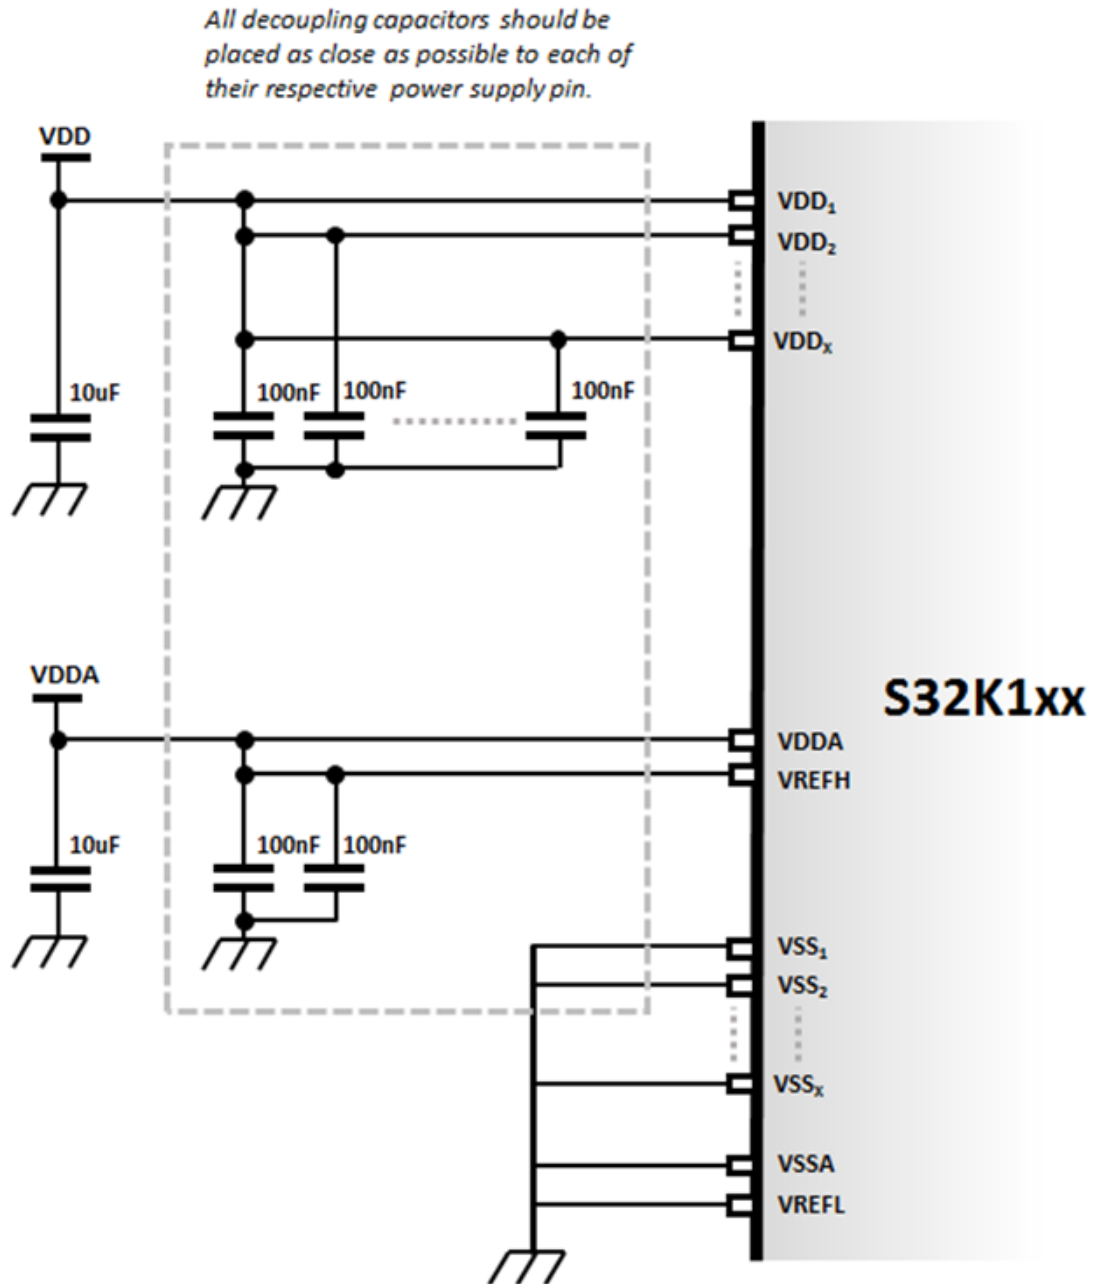 All decoupling capacitors should be
placed as close as possible to each of
their respective power supply pin.
VDD
VDD₁
VDD₂
VDDₓ
10uF
100nF
100nF
100nF
VDDA
S32K1xx
VDDA
VREFH
10uF
100nF
100nF
VSS₁
VSS₂
VSSₓ
VSSA
VREFL